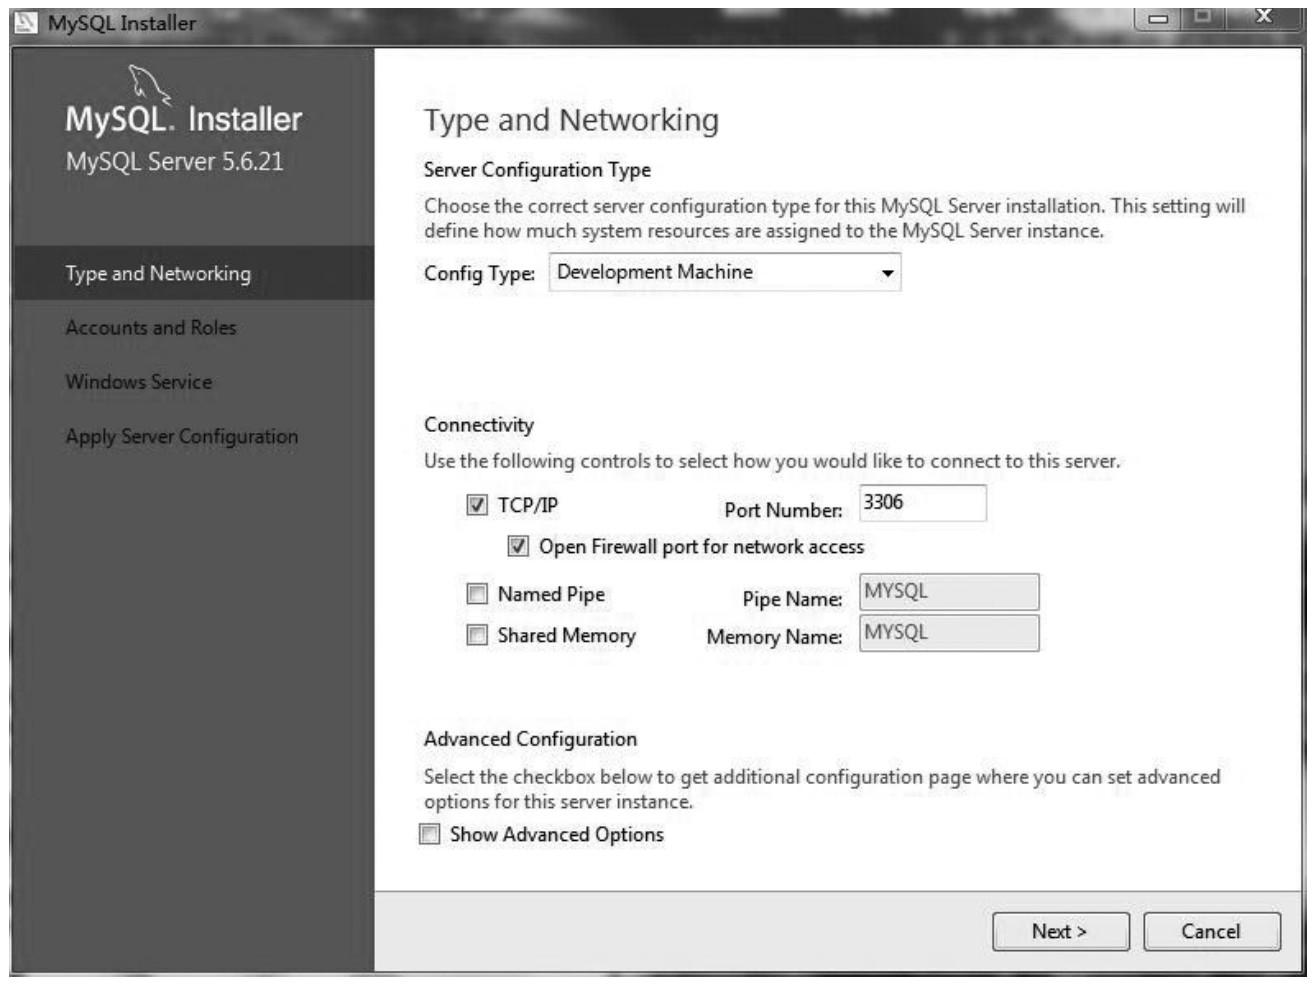 MySQL Installer
MySQL. Installer
MySQL Server 5.6.21
Type and Networking
Accounts and Roles
Windows Service
Apply Server Configuration
Type and Networking
Server Configuration Type
Choose the correct server configuration type for this MySQL Server installation. This setting will
define how much system resources are assigned to the MySQL Server instance.
Config Type: Development Machine
Connectivity
Use the following controls to select how you would like to connect to this server.
TCP/IP Port Number: 3306
Open Firewall port for network access
Named Pipe Pipe Name: MYSQL
Shared Memory Memory Name: MYSQL
Advanced Configuration
Select the checkbox below to get additional configuration page where you can set advanced
options for this server instance.
Show Advanced Options
Next > Cancel